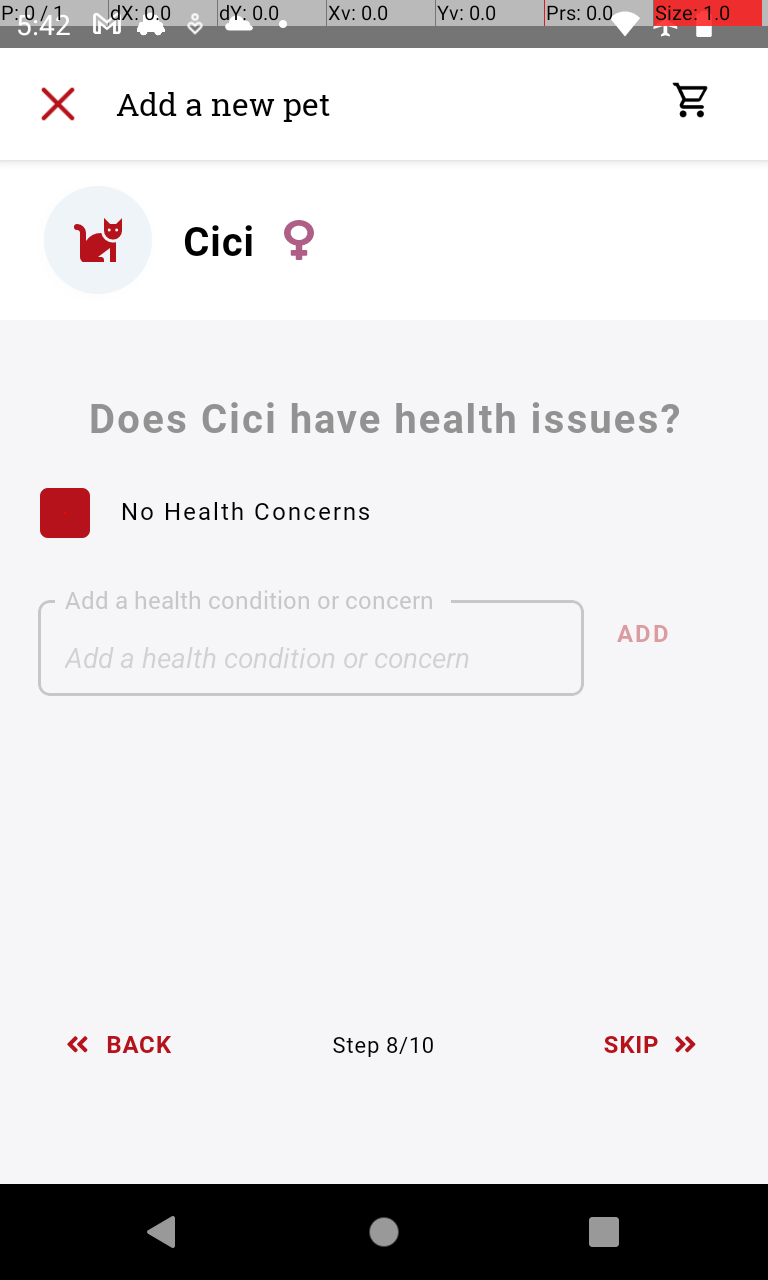 P: 0 / 1 dX: 0.0 dY: 0.0 Xv: 0.0 Yv: 0.0 Prs: 0.0 Size: 1.0
5:42
Add a new pet
Cici
Does Cici have health issues?
No Health Concerns
Add a health condition or concern
Add a health condition or concern
ADD
BACK Step 8/10 SKIP